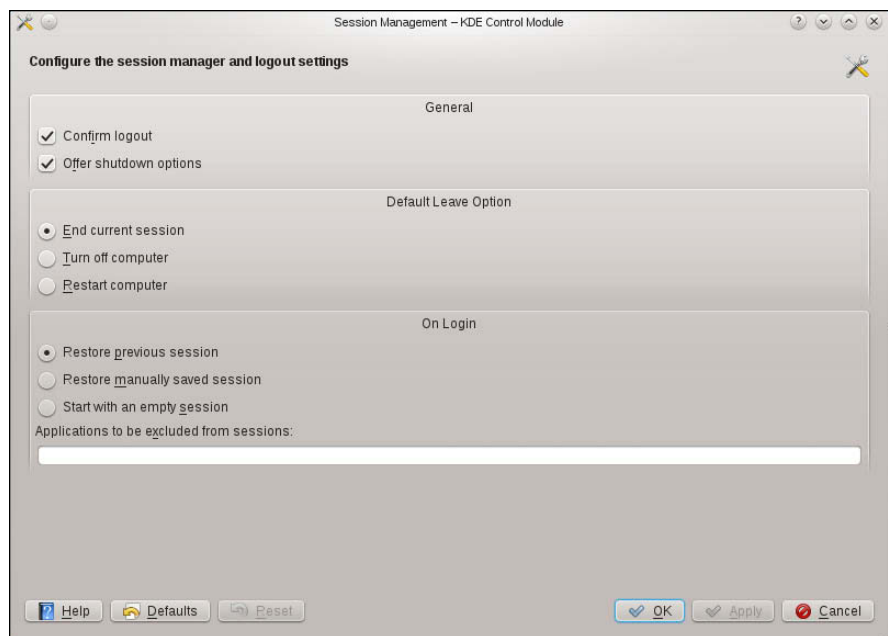 Session Management – KDE Control Module
Configure the session manager and logout settings
General
Confirm logout
Offer shutdown options
Default Leave Option
End current session
Turn off computer
Restart computer
On Login
Restore previous session
Restore manually saved session
Start with an empty session
Applications to be excluded from sessions:
Help Defaults Reset OK Apply Cancel